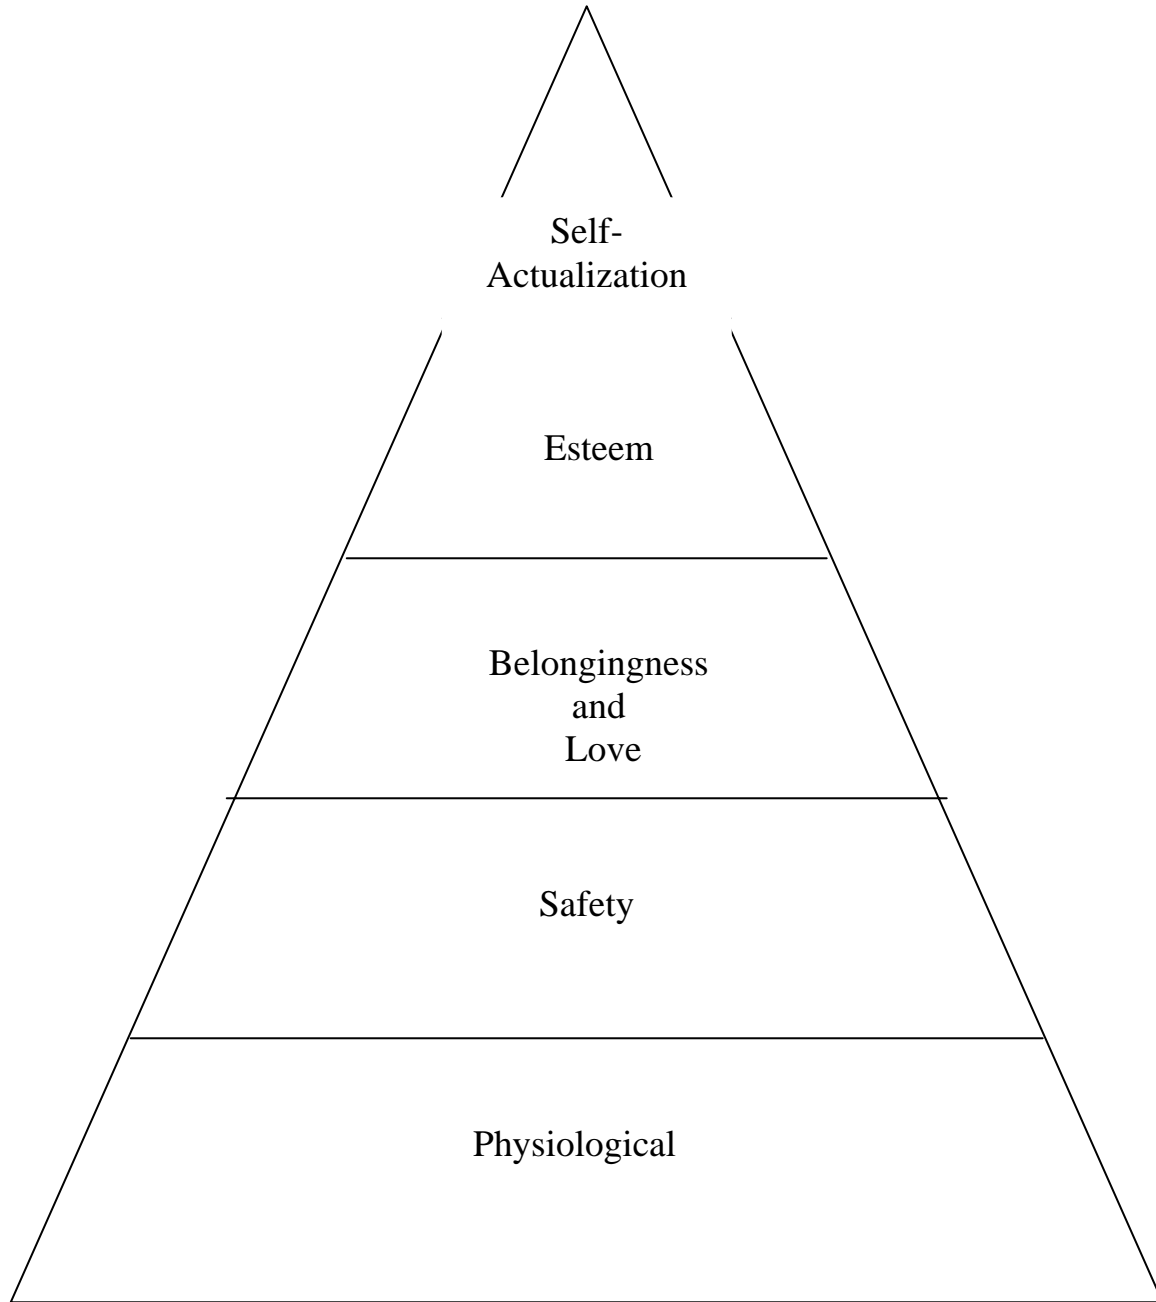 Self-
Actualization
Esteem
Belongingness
and
Love
Safety
Physiological